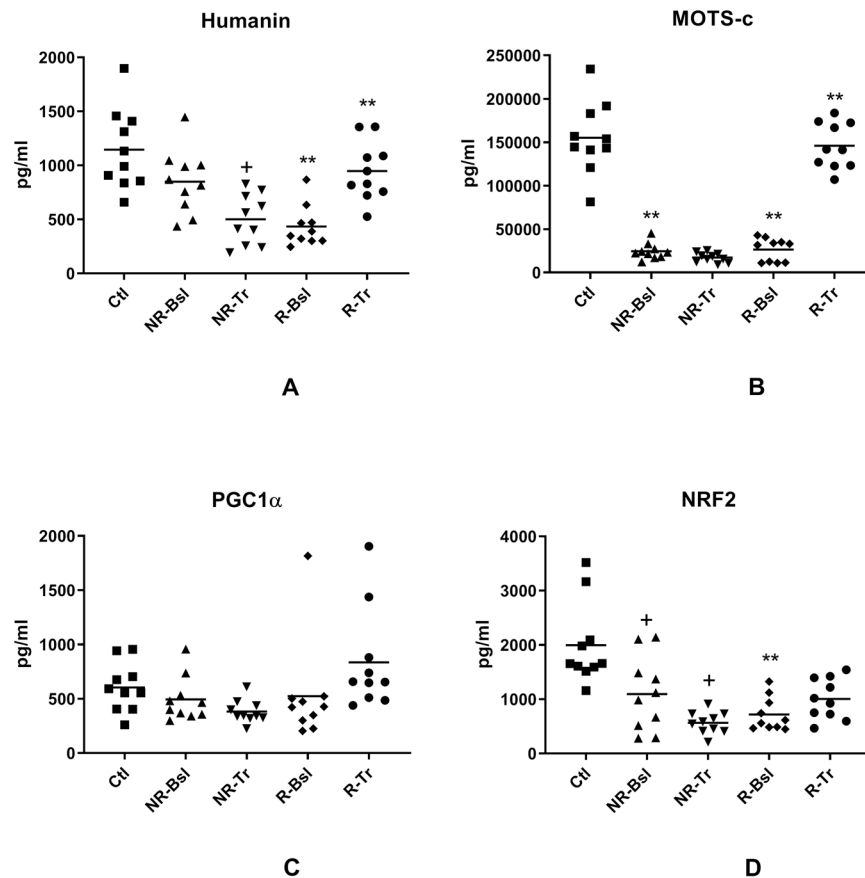 Humanin
2000
1500
1000
500
0
pg/ml
**
+
**
Ctl
NR-Bsl
NR-Tr
R-Bsl
R-Tr
A
MOTS-c
250000
200000
150000
100000
50000
0
pg/ml
**
**
**
Ctl
NR-Bsl
NR-Tr
R-Bsl
R-Tr
B
PGC1α
2000
1500
1000
500
0
pg/ml
Ctl
NR-Bsl
NR-Tr
R-Bsl
R-Tr
C
NRF2
4000
3000
2000
1000
0
pg/ml
+
+
**
Ctl
NR-Bsl
NR-Tr
R-Bsl
R-Tr
D